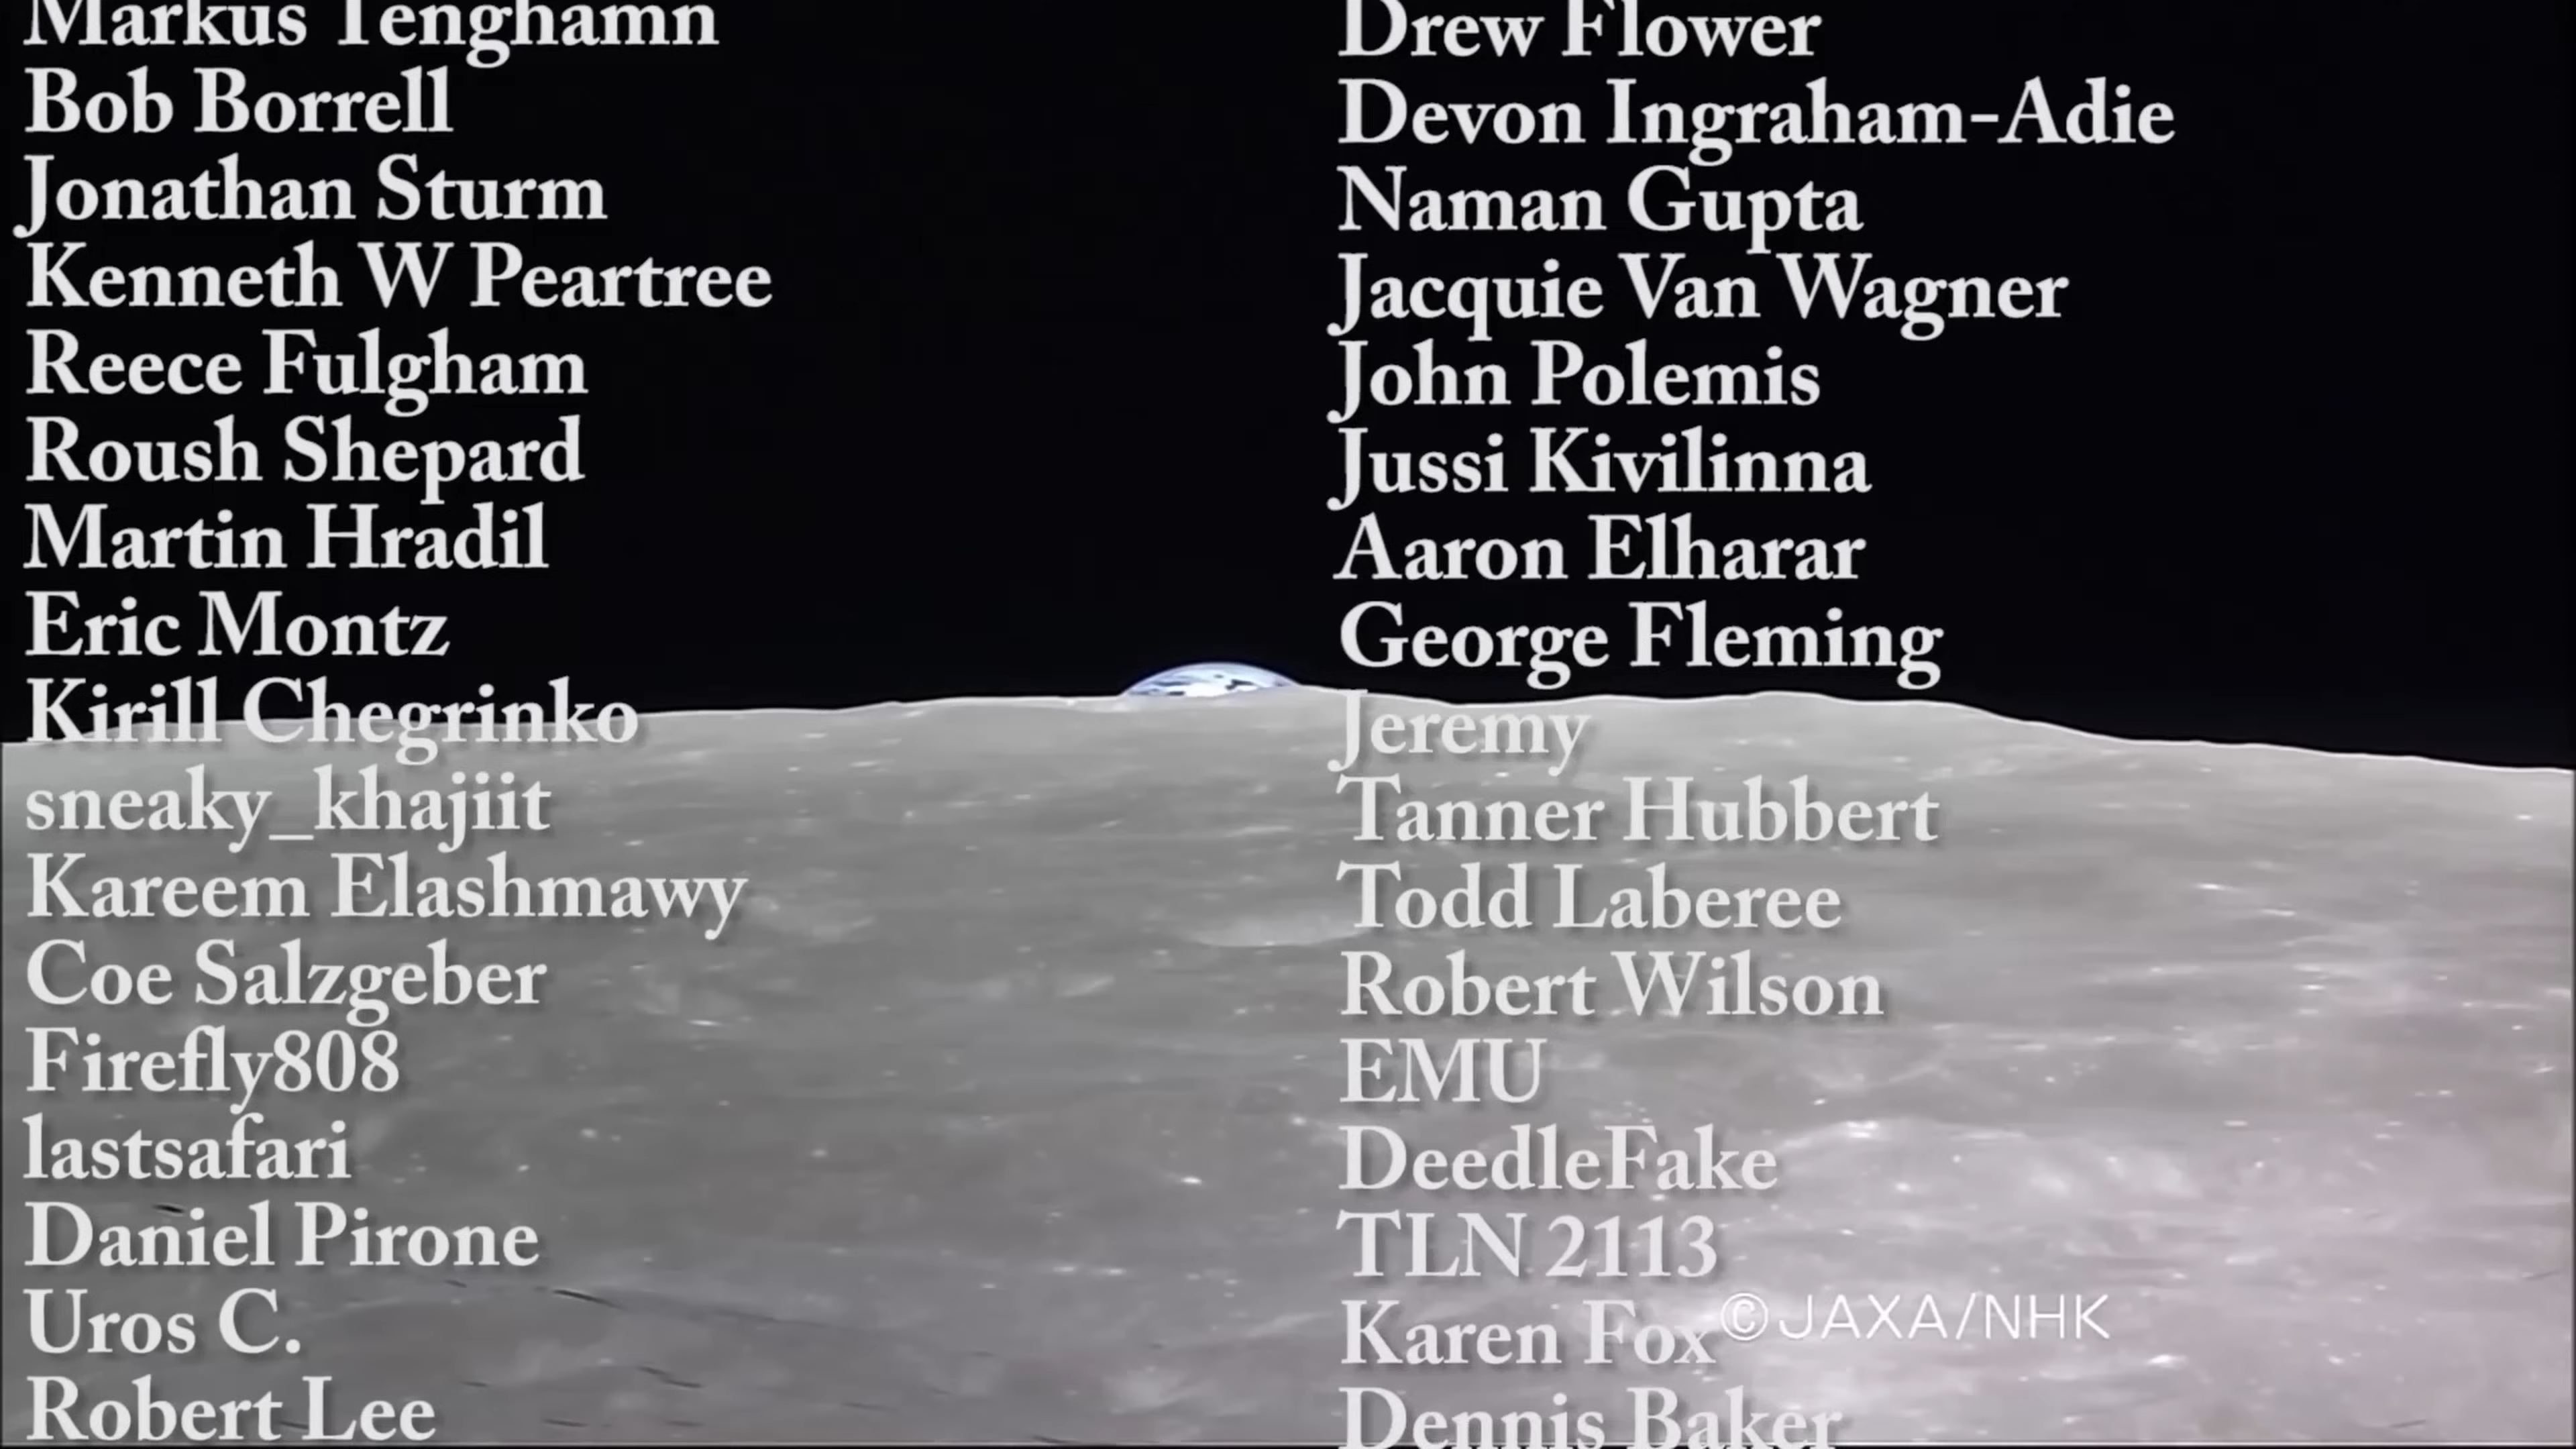 Markus Tenghamn
Bob Borrell
Jonathan Sturm
Kenneth W Peartree
Reece Fulgham
Roush Shepard
Martin Hradil
Eric Montz
Kirill Chegrinko
sneaky_khajiit
Kareem Elashmawy
Coe Salzgeber
Firefly808
lastsafari
Daniel Pirone
Uros C.
Robert Lee
Drew Flower
Devon Ingraham-Adie
Naman Gupta
Jacquie Van Wagner
John Polemis
Jussi Kivilinna
Aaron Elharar
George Fleming
Jeremy
Tanner Hubbert
Todd Laberee
Robert Wilson
EMU
DeedleFake
TLN 2113
Karen Fox
Dennis Baker
©JAXA/NHK